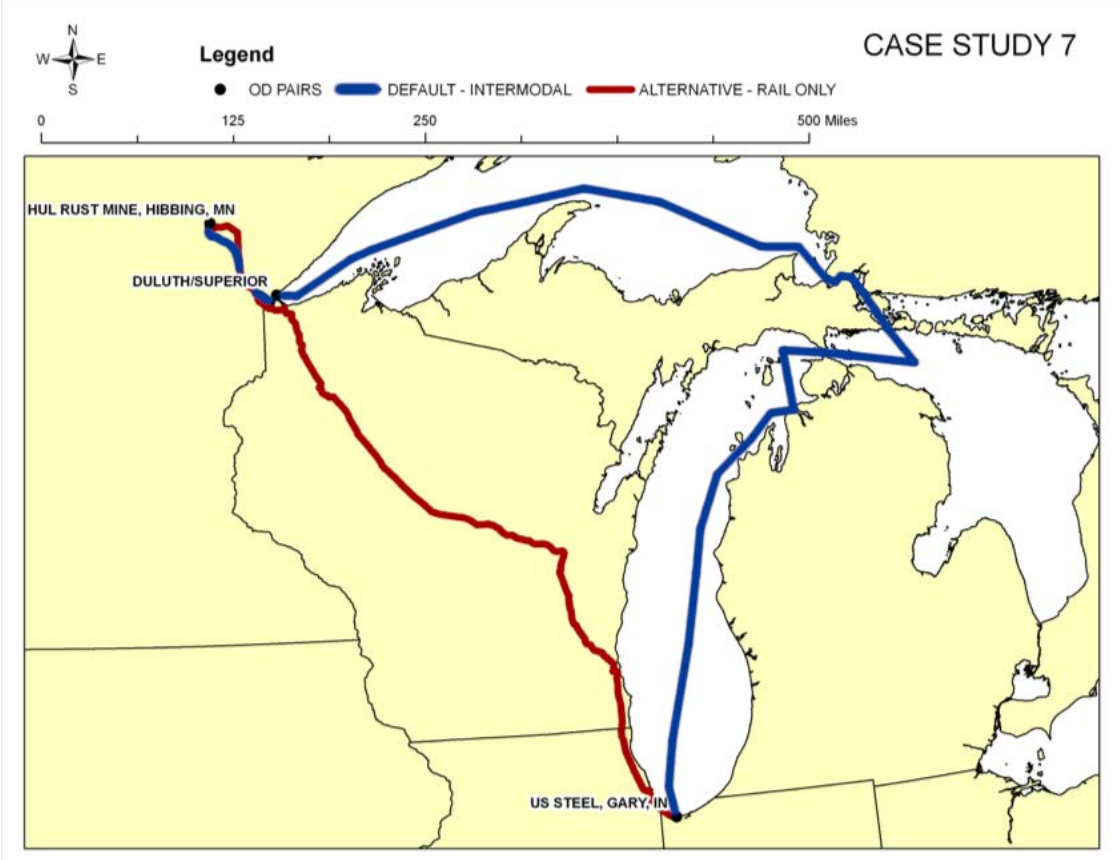 N
W E
S
Legend
CASE STUDY 7
OD PAIRS DEFAULT - INTERMODAL ALTERNATIVE - RAIL ONLY
0 125 250 500 Miles
HUL RUST MINE, HIBBING, MN
DULUTH/SUPERIOR
US STEEL, GARY, IN